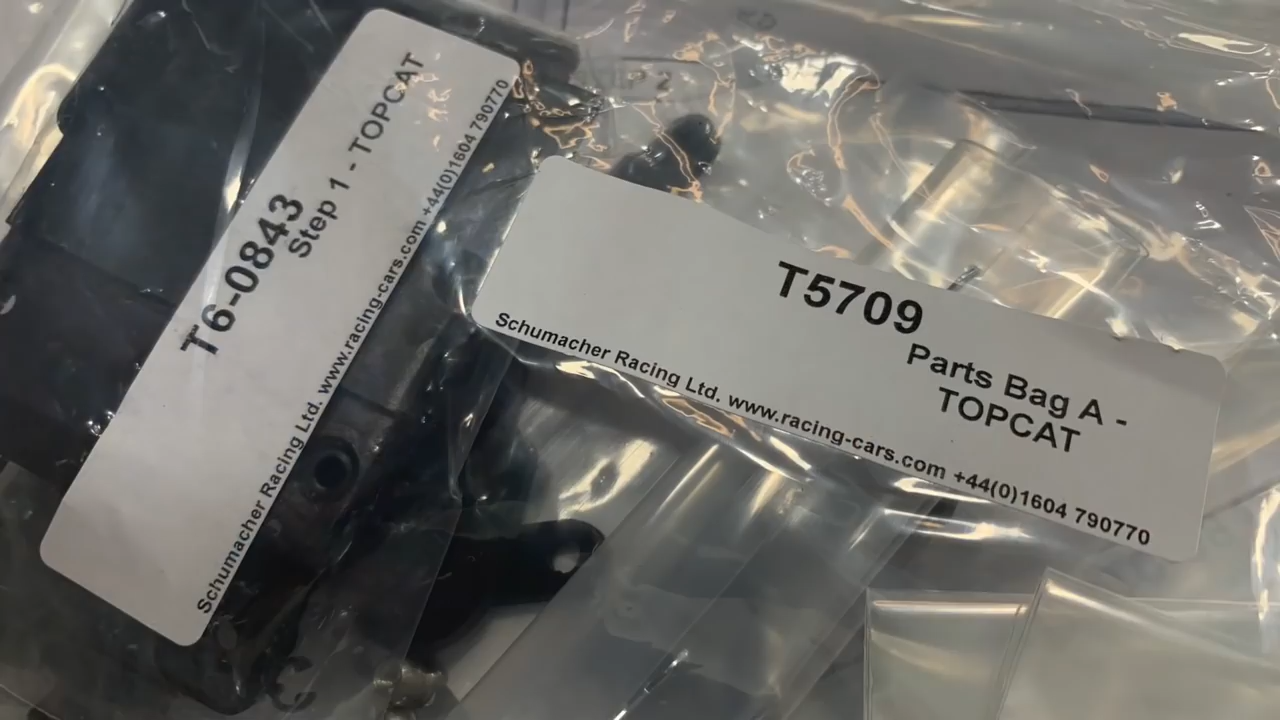 T6-0843
Step 1 - TOPCAT
Schumacher Racing Ltd. www.racing-cars.com +44(0)1604 790770
T5709
Parts Bag A -
TOPCAT
Schumacher Racing Ltd. www.racing-cars.com +44(0)1604 790770